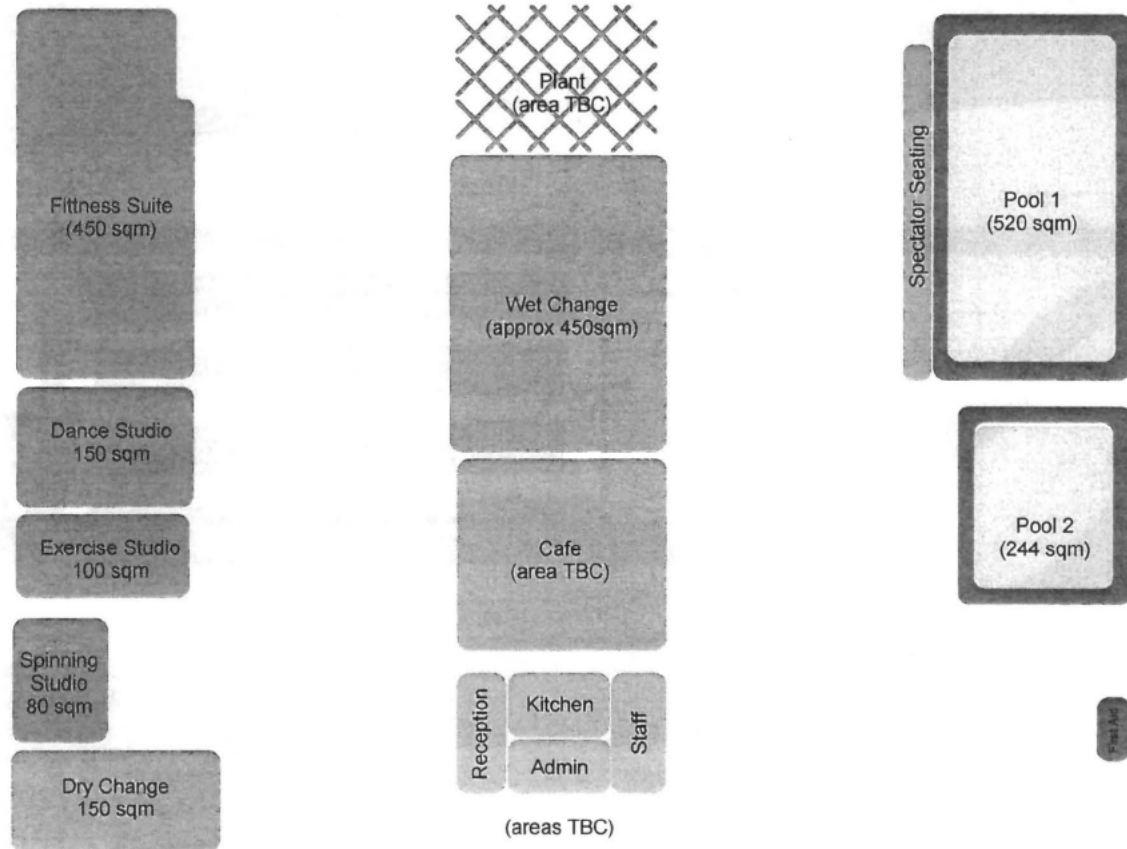 Fittness Suite
(450 sqm)
Dance Studio
150 sqm
Exercise Studio
100 sqm
Spinning
Studio
80 sqm
Dry Change
150 sqm
Plant
(area TBC)
Wet Change
(approx 450sqm)
Cafe
(area TBC)
Reception
Kitchen
Admin
Staff
(areas TBC)
Spectator Seating
Pool 1
(520 sqm)
Pool 2
(244 sqm)
First Aid